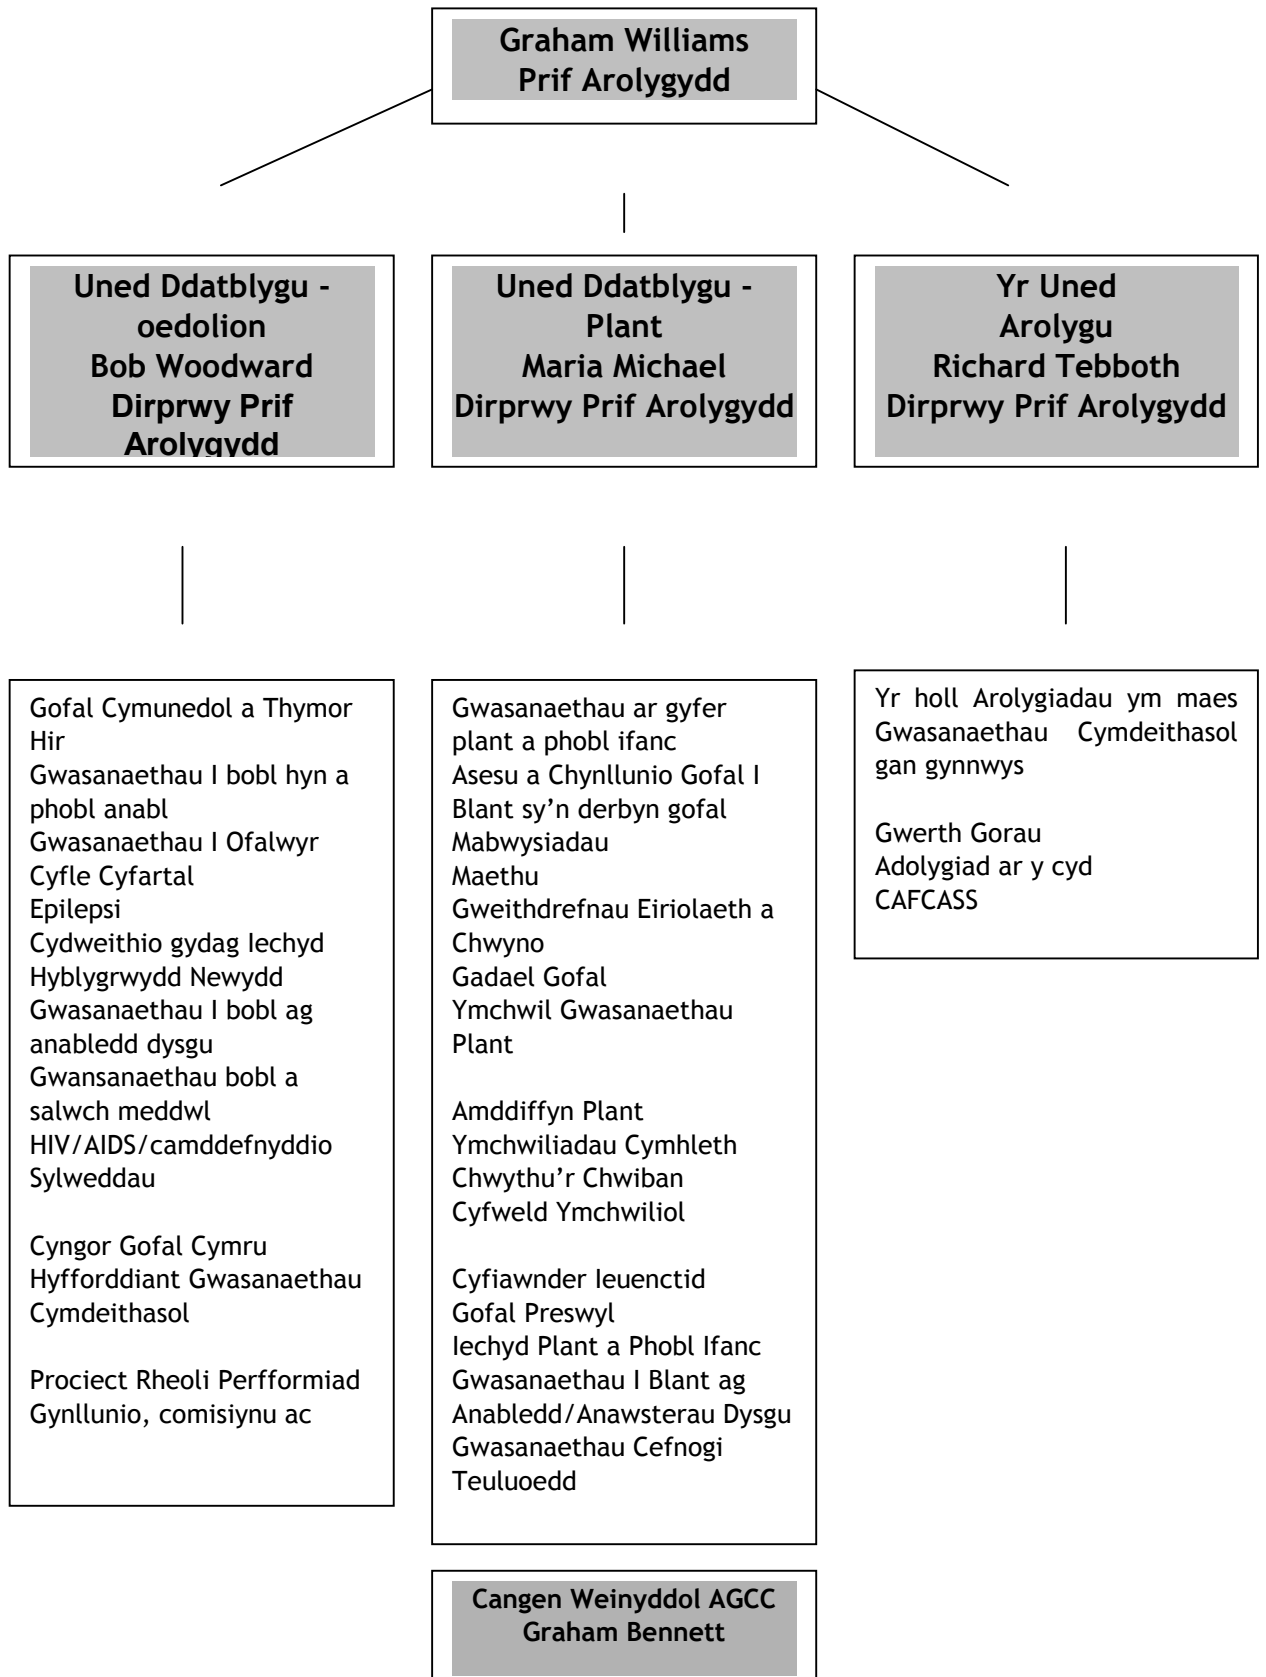 Graham Williams
Prif Arolygydd
Uned Ddatblygu -
oedolion
Bob Woodward
Dirprwy Prif
Arolygydd
Uned Ddatblygu -
Plant
Maria Michael
Dirprwy Prif Arolygydd
Yr Uned
Arolygu
Richard Tebboth
Dirprwy Prif Arolygydd
Gofal Cymunedol a Thymor
Hir
Gwasanaethau I bobl hyn a
phobl anabl
Gwasanaethau I Ofalwyr
Cyfle Cyfartal
Epilepsi
Cydweithio gydag Iechyd
Hyblygrwydd Newydd
Gwasanaethau I bobl ag
anabledd dysgu
Gwansanaethau bobl a
salwch meddwl
HIV/AIDS/camddefnyddio
Sylweddau
Cyngor Gofal Cymru
Hyfforddiant Gwasanaethau
Cymdeithasol
Prociect Rheoli Perfformiad
Gynllunio, comisiynu ac
Gwasanaethau ar gyfer
plant a phobl ifanc
Asesu a Chynllunio Gofal I
Blant sy’n derbyn gofal
Mabwysiadau
Maethu
Gweithdrefnau Eiriolaeth a
Chwyno
Gadael Gofal
Ymchwil Gwasanaethau
Plant
Amddiffyn Plant
Ymchwiliadau Cymhleth
Chwythu’r Chwiban
Cyfweld Ymchwiliol
Cyfiawnder Ieuenctid
Gofal Preswyl
Iechyd Plant a Phobl Ifanc
Gwasanaethau I Blant ag
Anabledd/Anawsterau Dysgu
Gwasanaethau Cefnogi
Teuluoedd
Yr holl Arolygiadau ym maes
Gwasanaethau Cymdeithasol
gan gynnwys
Gwerth Gorau
Adolygiad ar y cyd
CAFCASS
Cangen Weinyddol AGCC
Graham Bennett